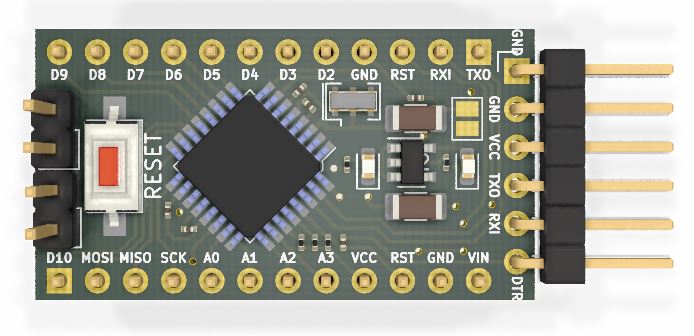 D9 D8 D7 D6 D5 D4 D3 D2 GND RST RXI TXO
GND
GND
VCC
TXO
RXI
DTR
RESET
D10 MOSI MISO SCK A0 A1 A2 A3 VCC RST GND VIN